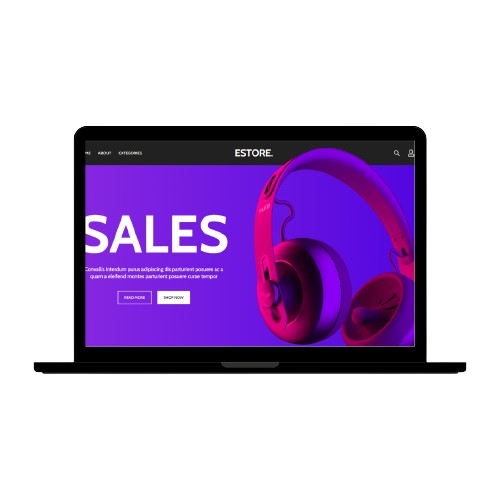 ME ABOUT CATEGORIES ESTORE.
SALES
Convallis interdum purus adipiscing dis parturient posuere ac a
quam a eleifend montes parturient posuere curae tempor
READ MORE SHOP NOW